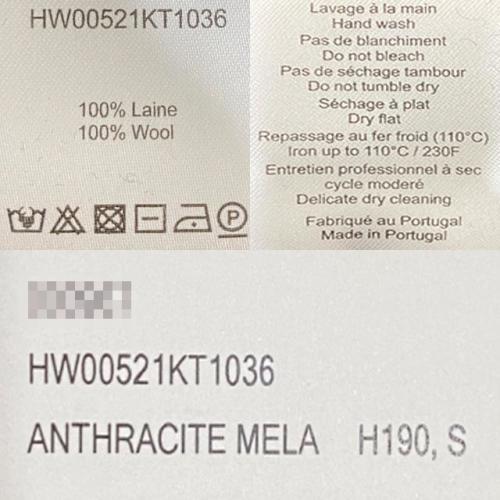 HW00521KT1036
100% Laine
100% Wool
P
Lavage à la main
Hand wash
Pas de blanchiment
Do not bleach
Pas de séchage tambour
Do not tumble dry
Séchage à plat
Dry flat
Repassage au fer froid (110°C)
Iron up to 110°C / 230F
Entretien professionnel à sec
cycle moderé
Delicate dry cleaning
Fabriqué au Portugal
Made in Portugal
HW00521KT1036
ANTHRACITE MELA H190, S